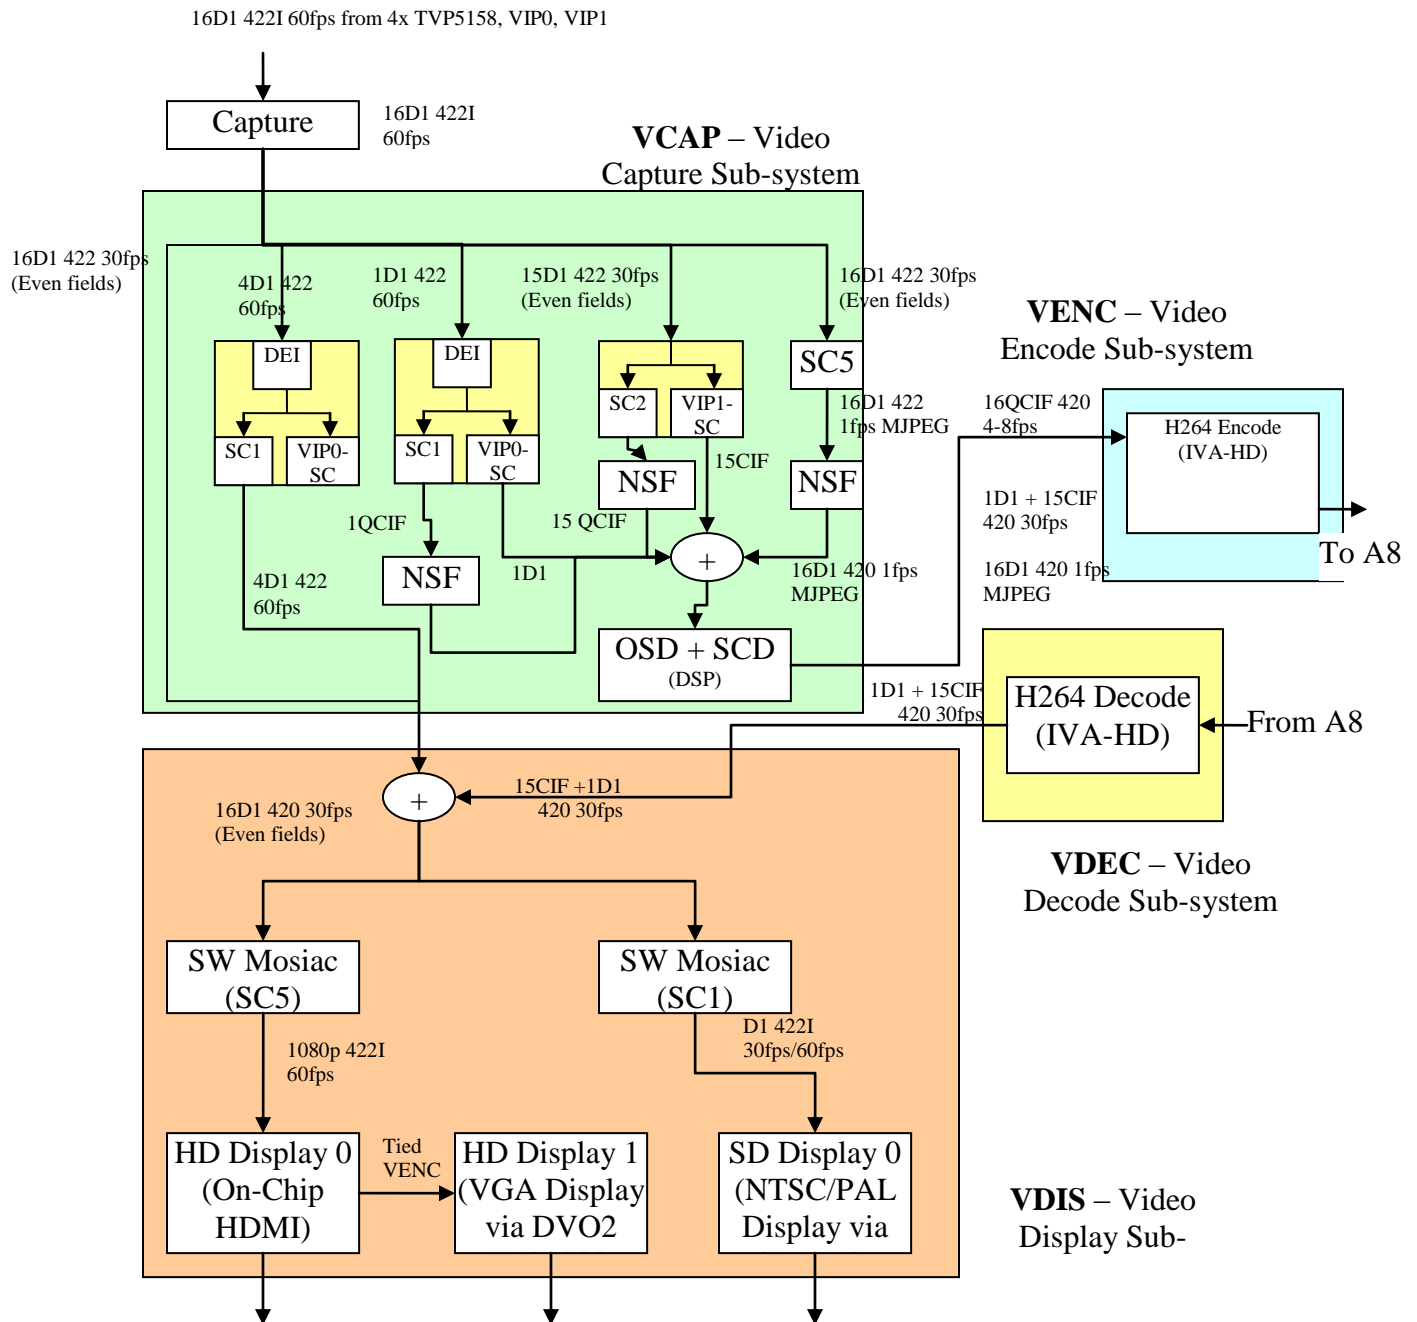 16D1 422I 60fps from 4x TVP5158, VIP0, VIP1
Capture
16D1 422I
60fps
VCAP – Video
Capture Sub-system
16D1 422 30fps
(Even fields)
4D1 422
60fps
1D1 422
60fps
15D1 422 30fps
(Even fields)
16D1 422 30fps
(Even fields)
DEI
SC1
VIP0-
SC
DEI
SC1
VIP0-
SC
SC2
VIP1-
SC
SC5
16D1 422
1fps MJPEG
NSF
15CIF
NSF
1QCIF
15 QCIF
NSF
1D1
+
4D1 422
60fps
16D1 420 1fps
MJPEG
OSD + SCD
(DSP)
VENC – Video
Encode Sub-system
16QCIF 420
4-8fps
H264 Encode
(IVA-HD)
1D1 + 15CIF
420 30fps
To A8
16D1 420 1fps
MJPEG
1D1 + 15CIF
420 30fps
H264 Decode
(IVA-HD)
From A8
VDEC – Video
Decode Sub-system
+
15CIF +1D1
420 30fps
16D1 420 30fps
(Even fields)
SW Mosiac
(SC5)
SW Mosiac
(SC1)
1080p 422I
60fps
D1 422I
30fps/60fps
HD Display 0
(On-Chip
HDMI)
Tied
VENC
HD Display 1
(VGA Display
via DVO2
SD Display 0
(NTSC/PAL
Display via
VDIS – Video
Display Sub-